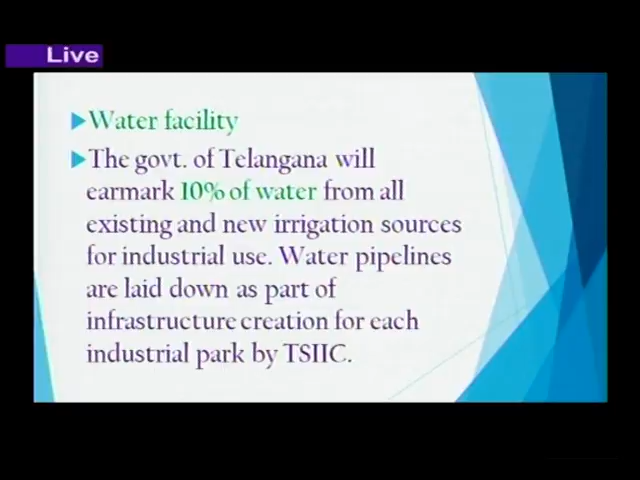 Live
Water facility
The govt. of Telangana will
earmark 10% of water from all
existing and new irrigation sources
for industrial use. Water pipelines
are laid down as part of
infrastructure creation for each
industrial park by TSIIC.